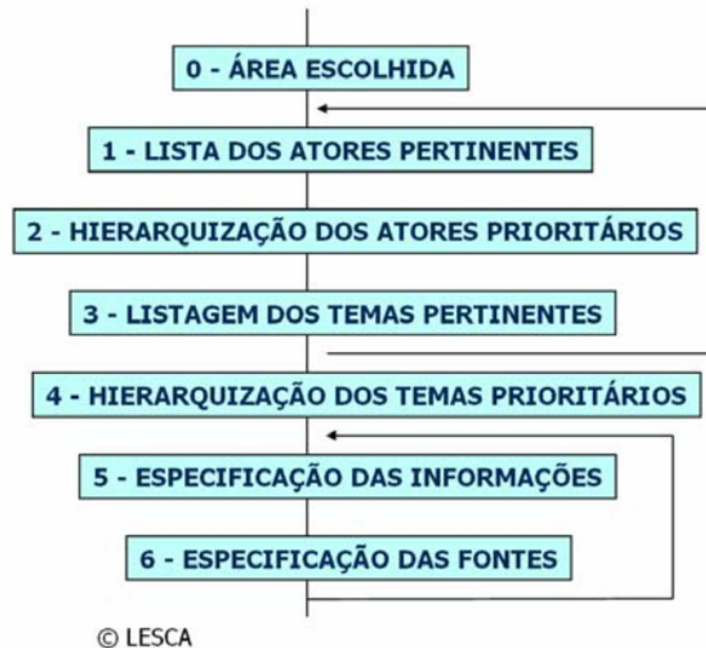 0 - ÁREA ESCOLHIDA
1 - LISTA DOS ATORES PERTINENTES
2 - HIERARQUIZAÇÃO DOS ATORES PRIORITÁRIOS
3 - LISTAGEM DOS TEMAS PERTINENTES
4 - HIERARQUIZAÇÃO DOS TEMAS PRIORITÁRIOS
5 - ESPECIFICAÇÃO DAS INFORMAÇÕES
6 - ESPECIFICAÇÃO DAS FONTES
© LESCA